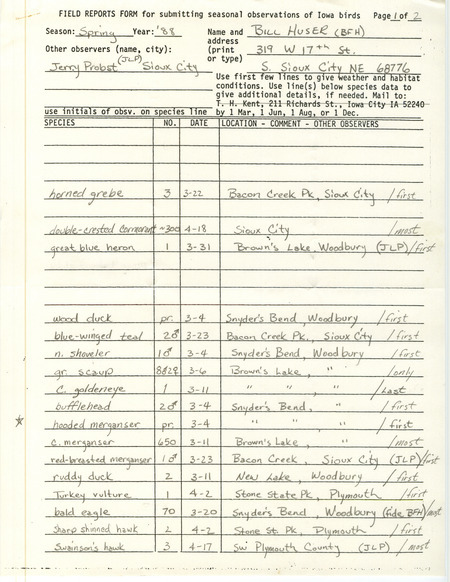 FIELD REPORTS FORM for submitting seasonal observations of Iowa birds Page 1 of 2
Season: Spring Year: '88 Name and BILL HUSER (BFH)
Other observers (name, city): address (print or type) 319 W 17th St.
Jerry Probst (JLP) Sioux City S. Sioux City NE 68776
Use first few lines to give weather and habitat
conditions. Use line(s) below species data to
give additional details, if needed. Mail to:
T. H. Kent, 211 Richards St., Iowa City IA 52240
use initials of obsv. on species line by 1 Mar, 1 Jun, 1 Aug, or 1 Dec.
SPECIES NO. DATE LOCATION - COMMENT - OTHER OBSERVERS
horned grebe 3 3-22 Bacon Creek Pk, Sioux City /first
double-crested cormorant ~300 4-18 Sioux City /most
great blue heron 1 3-31 Brown's Lake, Woodbury (JLP) /first
wood duck pr. 3-4 Snyder's Bend, Woodbury /first
blue-winged teal 2♂ 3-23 Bacon Creek Pk., Sioux City /first
n. shoveler 1♂ 3-4 Snyder's Bend, Woodbury /first
gr. scaup 8♂2♀ 3-6 Brown's Lake, " /only
C. goldeneye 1 3-11 " " " /Last
bufflehead 2♂ 3-4 Snyder's Bend, " /first
* hooded merganser pr. 3-4 " " " /first
C. merganser 650 3-11 Brown's Lake, " /most
red-breasted merganser 1♂ 3-23 Bacon Creek, Sioux City (JLP) /first
ruddy duck 2 3-11 New Lake, Woodbury /first
Turkey vulture 1 4-2 Stone State Pk, Plymouth /first
bald eagle 70 3-20 Snyder's Bend, Woodbury (fide BFH) /most
Sharp shinned hawk 2 4-2 Stone St. Pk, Plymouth /first
Swainson's hawk 3 4-17 SW Plymouth County (JLP) /most